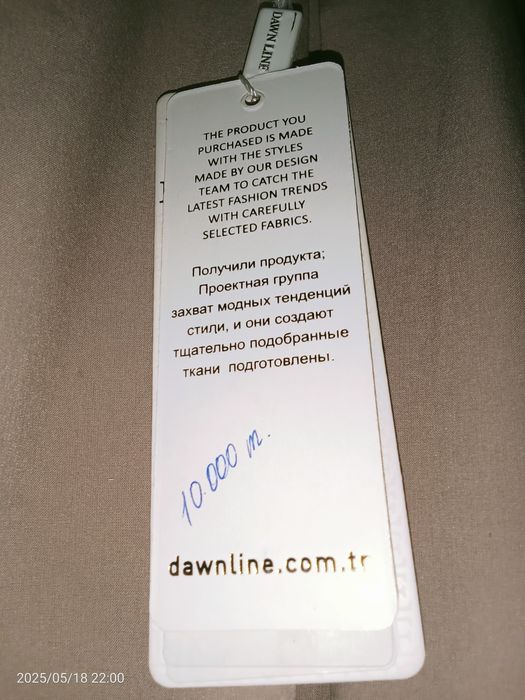 DAWN LINE
THE PRODUCT YOU
PURCHASED IS MADE
WITH THE STYLES
MADE BY OUR DESIGN
TEAM TO CATCH THE
LATEST FASHION TRENDS
WITH CAREFULLY
SELECTED FABRICS.
Получили продукта;
Проектная группа
захват модных тенденций
стили, и они создают
тщательно подобранные
ткани подготовлены.
10.000 т.
dawnline.com.tr
2025/05/18 22:00